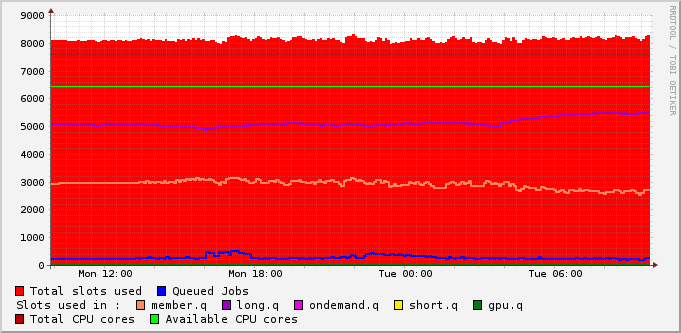 9000
8000
7000
6000
5000
4000
3000
2000
1000
0
Mon 12:00 Mon 18:00 Tue 00:00 Tue 06:00
RRDTOOL / TOBI OETIKER
Total slots used Queued Jobs
Slots used in : member.q long.q ondemand.q short.q gpu.q
Total CPU cores Available CPU cores